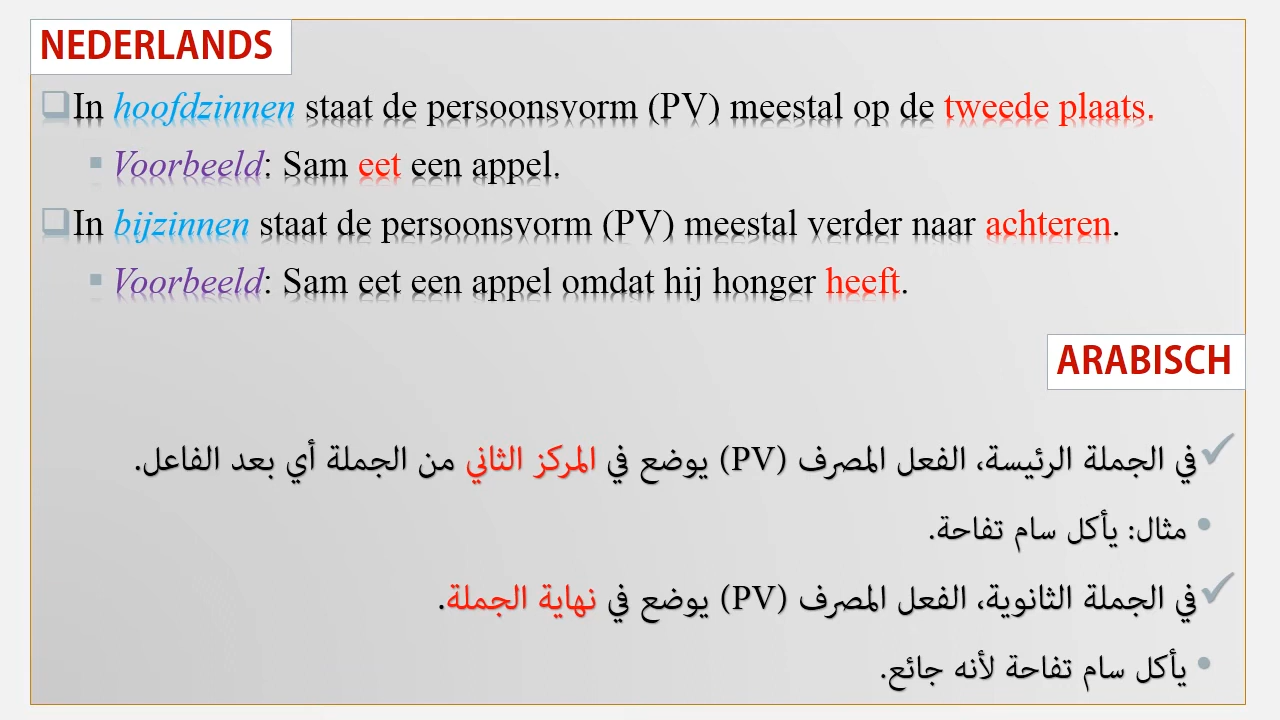 NEDERLANDS
In hoofdzinnen staat de persoonsvorm (PV) meestal op de tweede plaats.
Voorbeeld: Sam eet een appel.
In bijzinnen staat de persoonsvorm (PV) meestal verder naar achteren.
Voorbeeld: Sam eet een appel omdat hij honger heeft.
ARABISCH
في الجملة الرئيسة، الفعل المصرف (PV) يوضع في المركز الثاني من الجملة أي بعد الفاعل.
مثال: يأكل سام تفاحة.
في الجملة الثانوية، الفعل المصرف (PV) يوضع في نهاية الجملة.
يأكل سام تفاحة لأنه جائع.